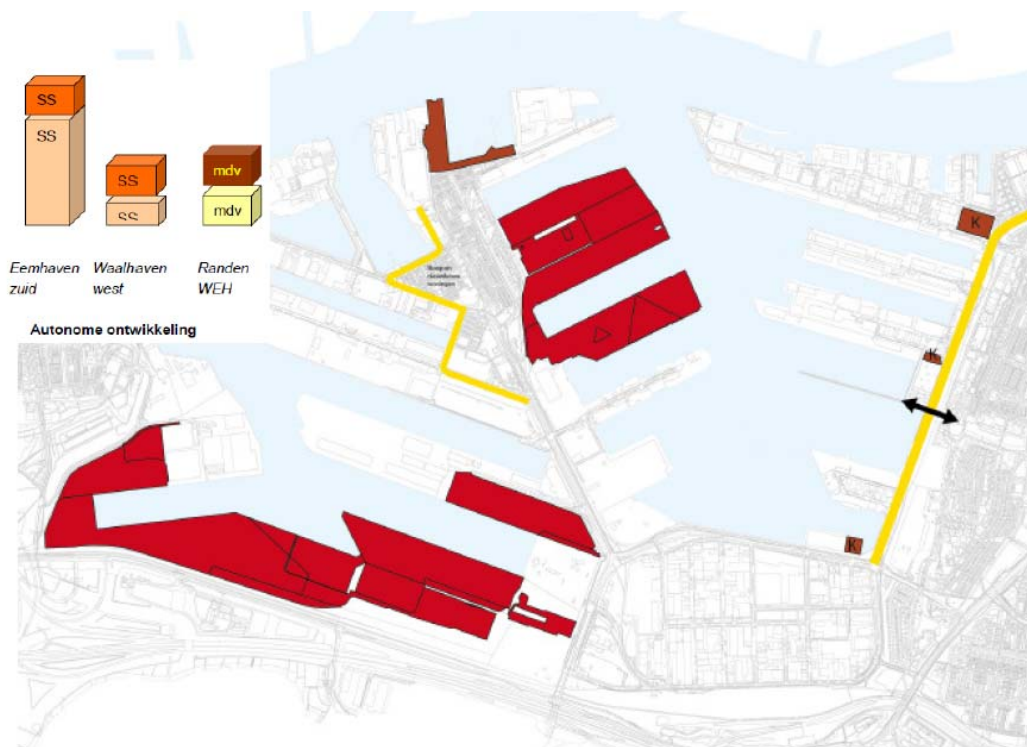 SS
SS
SS
SS
mdv
mdv
Eemhaven
zuid
Waalhaven
west
Randen
WEH
Autonome ontwikkeling
K
K
K